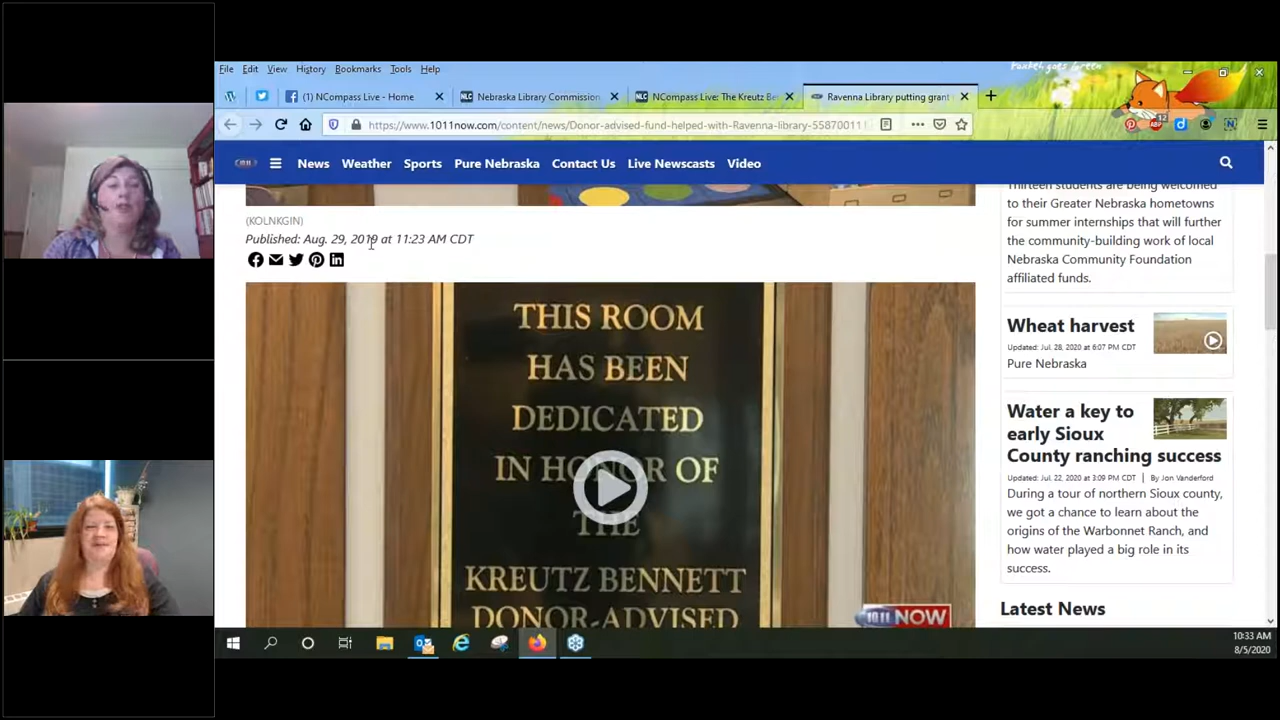 Foxkeh goes Green
File Edit View History Bookmarks Tools Help
(1) NCompass Live - Home
NLC Nebraska Library Commission
NLC NCompass Live: The Kreutz Be
Ravenna Library putting grant
https://www.1011now.com/content/news/Donor-advised-fund-helped-with-Ravenna-library-55870011
12
News Weather Sports Pure Nebraska Contact Us Live Newscasts Video
(KOLNKGIN)
Published: Aug. 29, 2019 at 11:23 AM CDT
THIS ROOM
HAS BEEN
DEDICATED
IN HONOR OF
THE
KREUTZ BENNETT
DONOR-ADVISED
10 11 NOW
Thirteen students are being welcomed
to their Greater Nebraska hometowns
for summer internships that will further
the community-building work of local
Nebraska Community Foundation
affiliated funds.
Wheat harvest
Updated: Jul. 28, 2020 at 6:07 PM CDT
Pure Nebraska
Water a key to
early Sioux
County ranching success
Updated: Jul. 22, 2020 at 3:09 PM CDT | By Jon Vanderford
During a tour of northern Sioux county,
we got a chance to learn about the
origins of the Warbonnet Ranch, and
how water played a big role in its
success.
Latest News
10:33 AM
8/5/2020